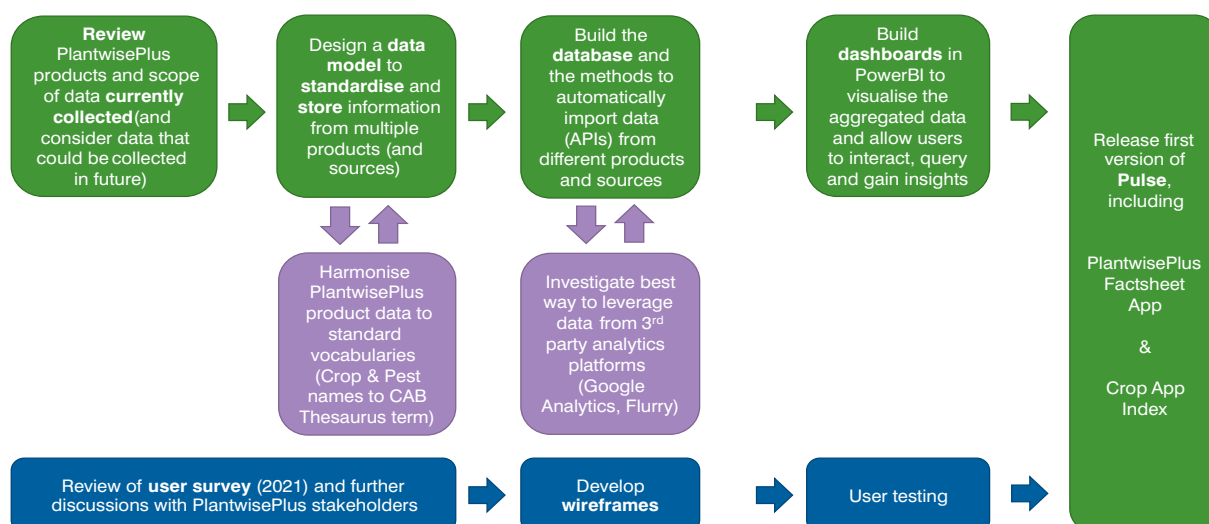 Review
PlantwisePlus
products and scope
of data currently
collected(and
consider data that
could be collected
in future)
Design a data
model to
standardise and
store information
from multiple
products (and
sources)
Build the
database and
the methods to
automatically
import data
(APIs) from
different products
and sources
Build
dashboards in
PowerBI to
visualise the
aggregated data
and allow users
to interact, query
and gain insights
Release first
version of
Pulse,
including
PlantwisePlus
Factsheet
App
&
Crop App
Index
Harmonise
PlantwisePlus
product data to
standard
vocabularies
(Crop & Pest
names to CAB
Thesaurus term)
Investigate best
way to leverage
data from 3rd
party analytics
platforms
(Google
Analytics, Flurry)
Review of user survey (2021) and further
discussions with PlantwisePlus stakeholders
Develop
wireframes
User testing